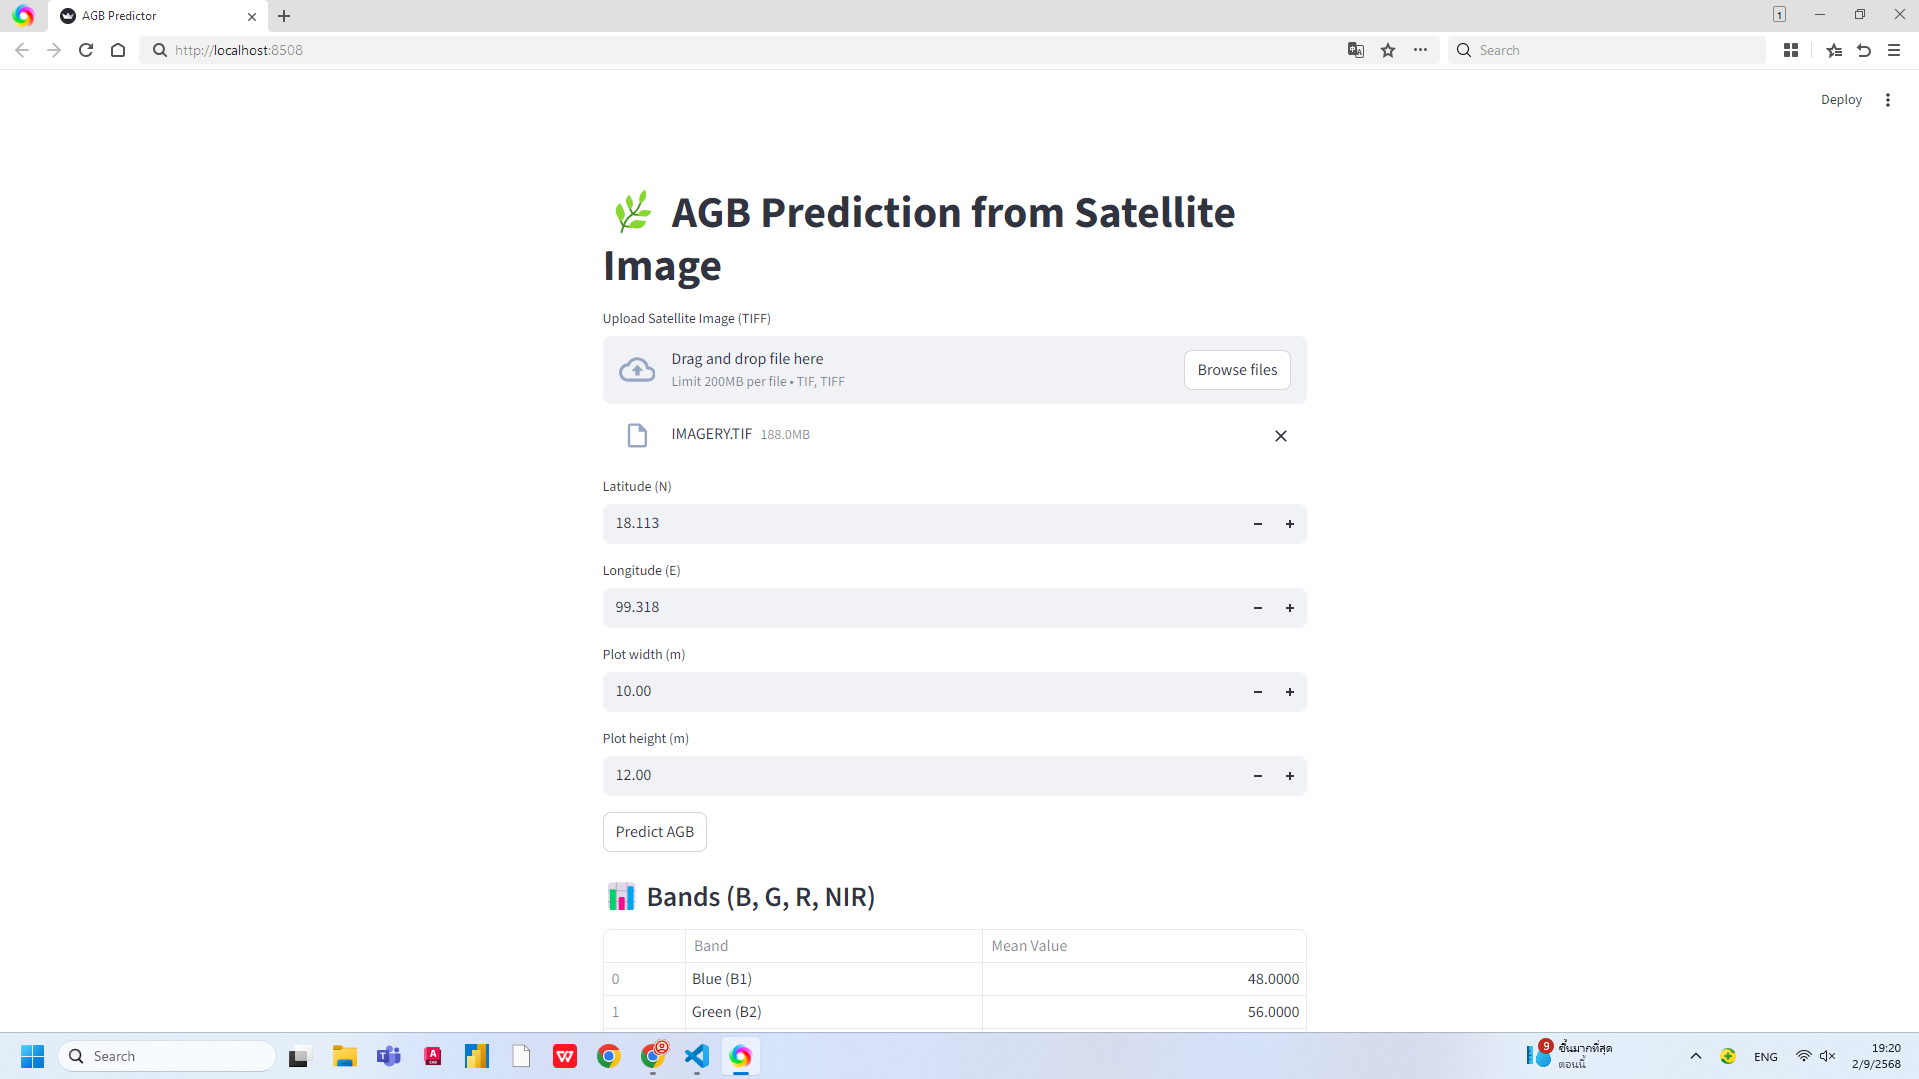 AGB Predictor
1
http://localhost:8508
Search
Deploy
AGB Prediction from Satellite
Image
Upload Satellite Image (TIFF)
Drag and drop file here
Limit 200MB per file • TIF, TIFF
Browse files
IMAGERY.TIF 188.0MB
Latitude (N)
18.113
Longitude (E)
99.318
Plot width (m)
10.00
Plot height (m)
12.00
Predict AGB
Bands (B, G, R, NIR)
Band Mean Value
0 Blue (B1) 48.0000
1 Green (B2) 56.0000
Search
9
ชื้นมากที่สุด
ตอนนี้
ENG
19:20
2/9/2568